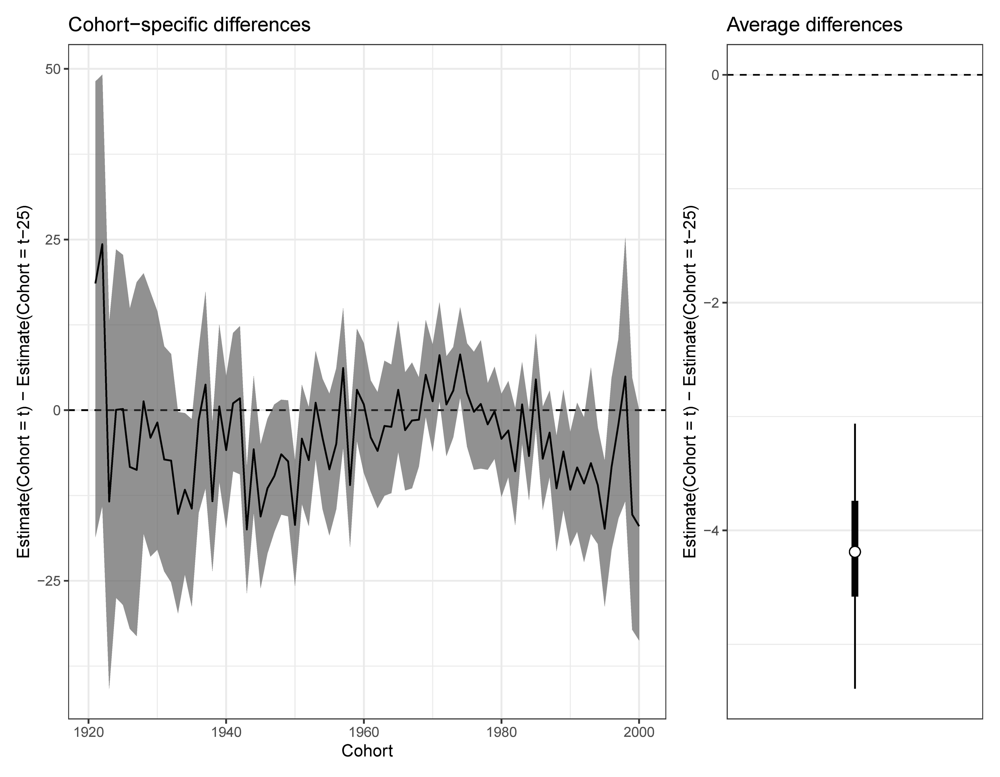 Cohort−specific differences
Estimate(Cohort = t) − Estimate(Cohort = t−25)
50
25
0
−25
1920
1940
1960
1980
2000
Cohort
Average differences
Estimate(Cohort = t) − Estimate(Cohort = t−25)
0
−2
−4